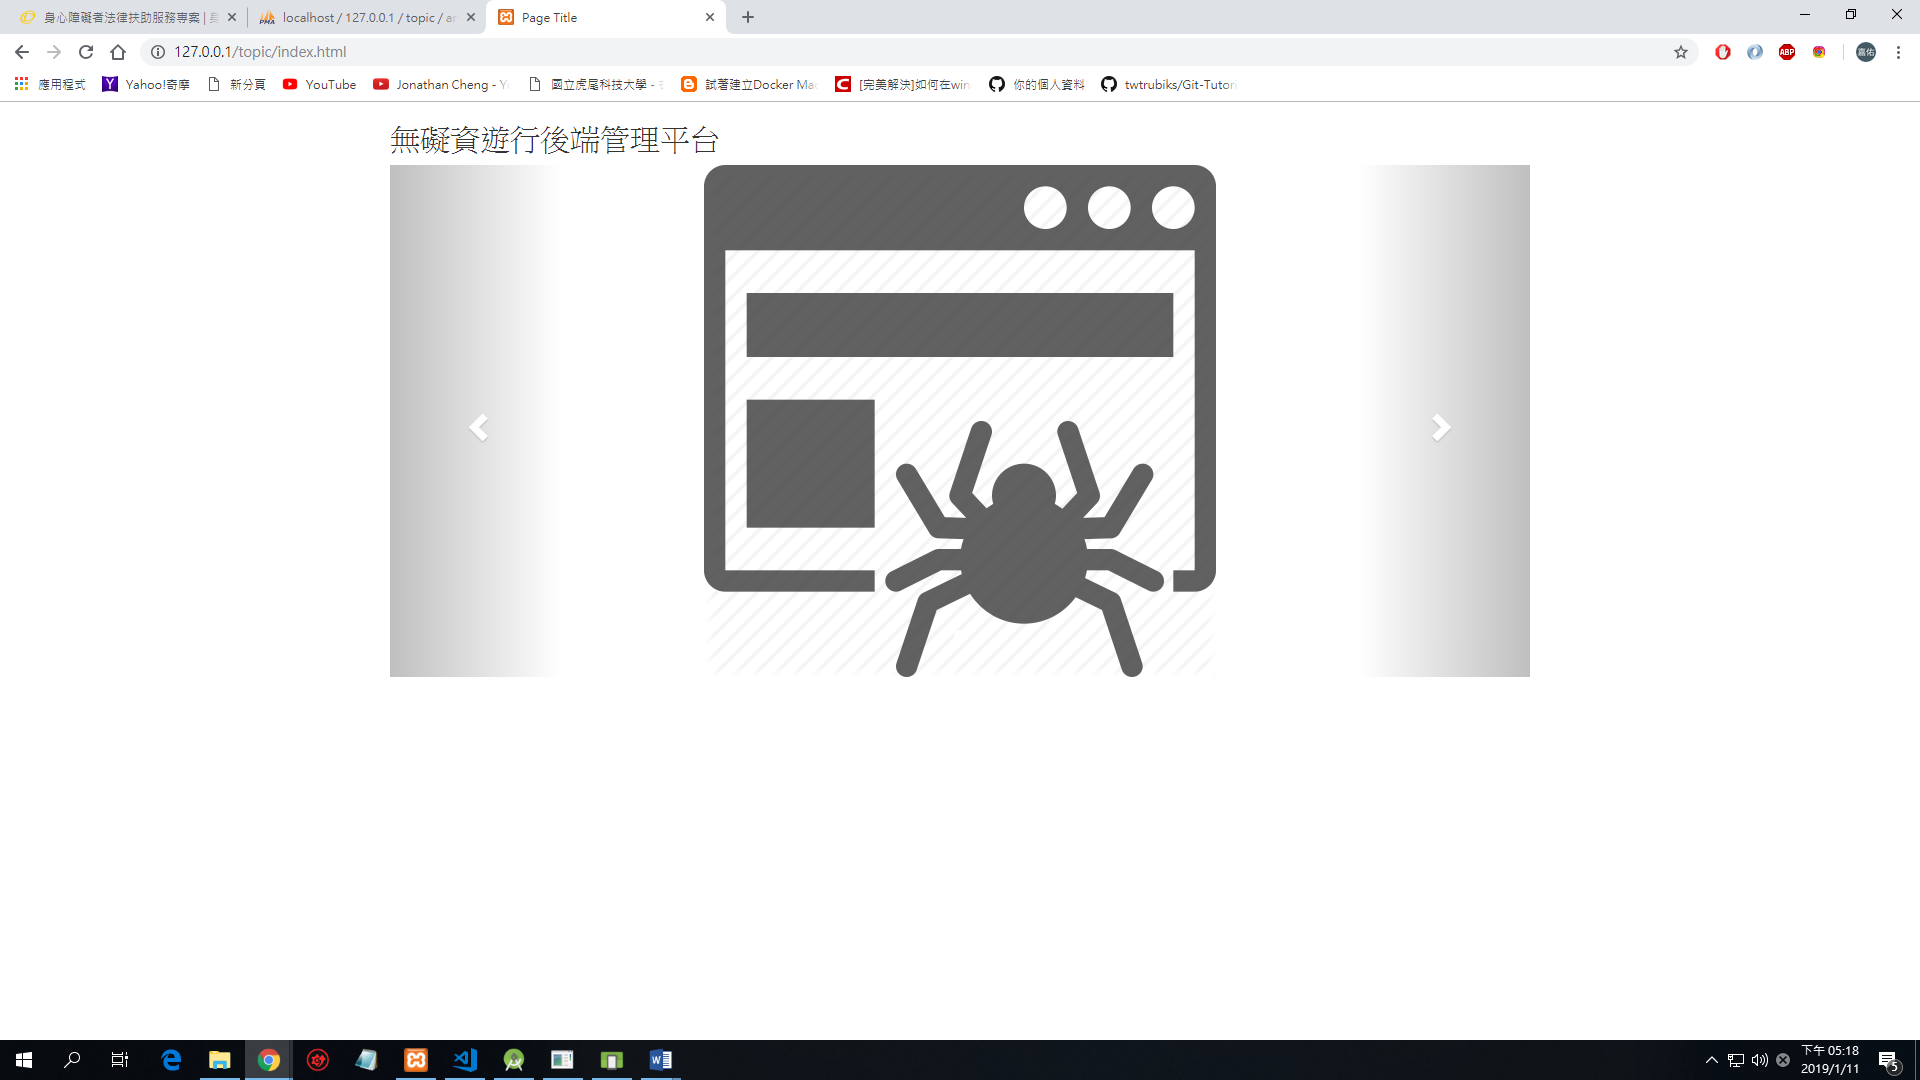 身心障礙者法律扶助服務專案 |
localhost / 127.0.0.1 / topic / a
Page Title
127.0.0.1/topic/index.html
ABP
嘉佑
應用程式
Yahoo!奇摩
新分頁
YouTube
Jonathan Cheng - Y
國立虎尾科技大學 -
試著建立Docker Mac
[完美解決]如何在win
你的個人資料
twtrubiks/Git-Tutor
無礙資遊行後端管理平台
下午 05:18
2019/1/11
5